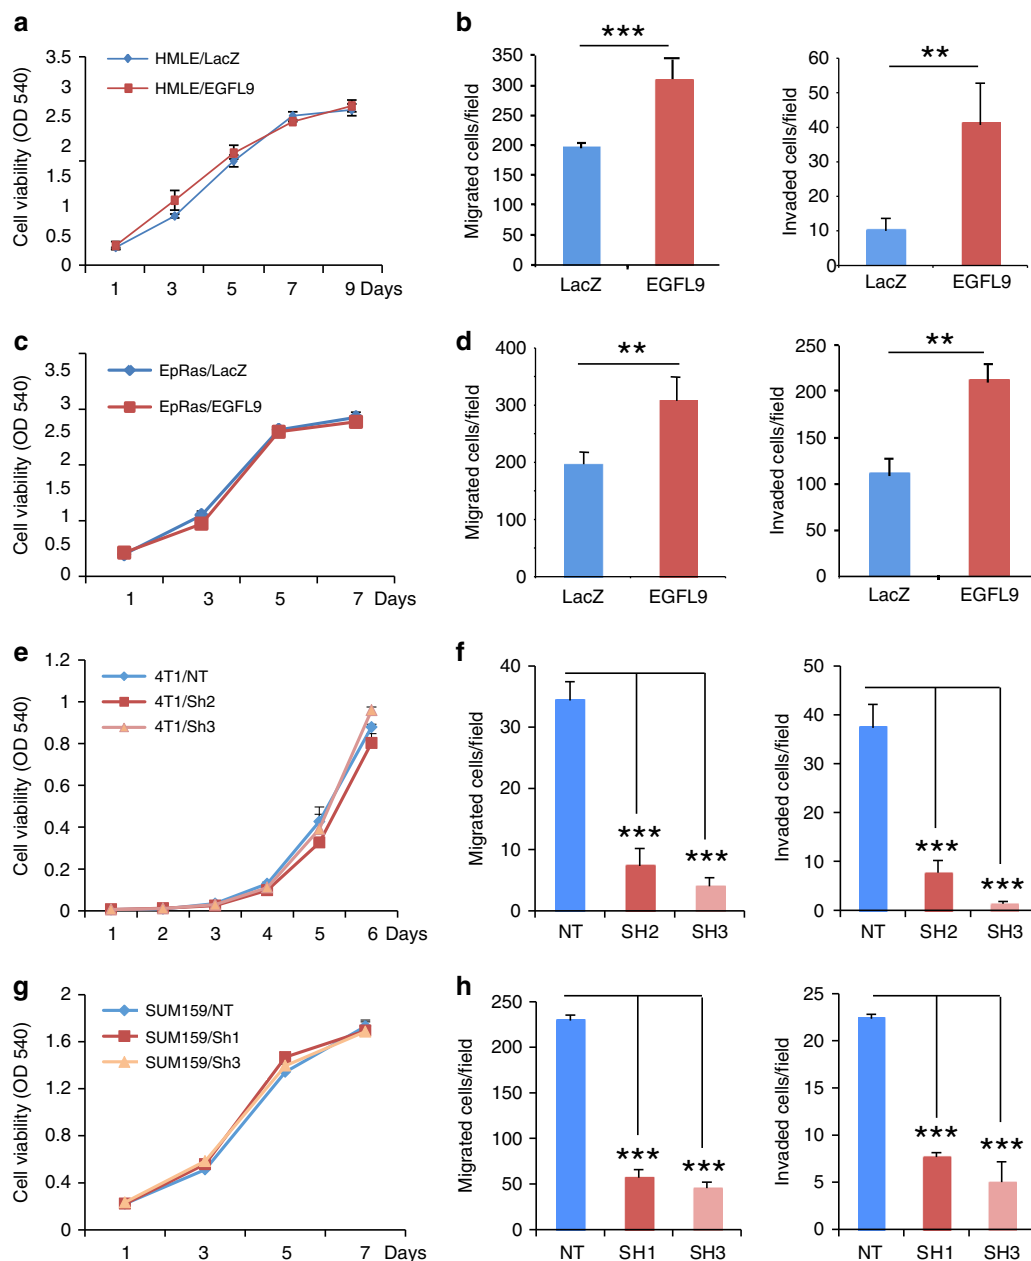 a
Cell viability (OD 540)
3.5
3
2.5
2
1.5
1
0.5
0
HMLE/LacZ
HMLE/EGFL9
1 3 5 7 9 Days
b
Migrated cells/field
350
300
250
200
150
100
50
0
***
LacZ EGFL9
Invaded cells/field
60
50
40
30
20
10
0
**
LacZ EGFL9
c
Cell viability (OD 540)
3.5
3
2.5
2
1
0.5
0
EpRas/LacZ
EpRas/EGFL9
1 3 5 7 Days
d
Migrated cells/field
400
300
200
100
0
**
LacZ EGFL9
Invaded cells/field
250
200
150
100
50
0
**
LacZ EGFL9
e
Cell viability (OD 540)
1.2
1
0.8
0.6
0.4
0.2
0
4T1/NT
4T1/Sh2
4T1/Sh3
1 2 3 4 5 6 Days
f
Migrated cells/field
40
30
20
10
0
***
***
NT SH2 SH3
Invaded cells/field
50
40
30
20
10
0
***
***
NT SH2 SH3
g
Cell viability (OD 540)
2
1.6
1.2
0.8
0.4
0
SUM159/NT
SUM159/Sh1
SUM159/Sh3
1 3 5 7 Days
h
Migrated cells/field
250
200
150
100
50
0
***
***
NT SH1 SH3
Invaded cells/field
25
20
15
10
5
0
***
***
NT SH1 SH3